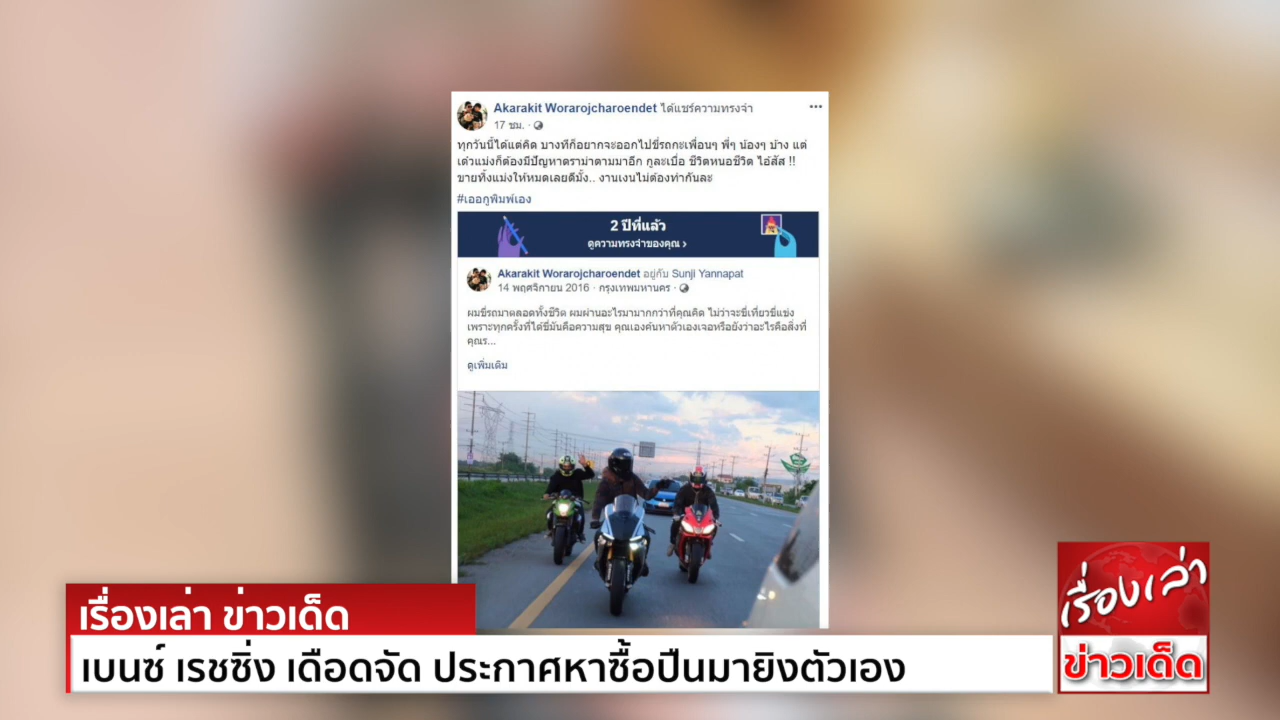 Akarakit Worarojcharoendet ได้แชร์ความทรงจำ
17 ชม. ·
ทุกวันนี้ได้แต่คิด บางทีก็อยากจะออกไปขี่รถกะเพื่อนๆ พี่ๆ น้องๆ บ้าง แต่
เด๋วแม่งก็ต้องมีปัญหาดราม่าตามมาอีก กูละเบื่อ ชีวิตหนอชีวิต ไอ่สัส !!
ขายทิ้งแม่งให้หมดเลยดีมั้ง.. งานเงนไม่ต้องทำกันละ
#เออกูพิมพ์เอง
2 ปีที่แล้ว
ดูความทรงจำของคุณ ›
Akarakit Worarojcharoendet อยู่กับ Sunji Yannapat
14 พฤศจิกายน 2016 · กรุงเทพมหานคร ·
ผมขี่รถมาตลอดทั้งชีวิต ผมผ่านอะไรมามากกว่าที่คุณคิด ไม่ว่าจะขี่เที่ยวขี่แข่ง
เพราะทุกครั้งที่ได้ขี่มันคือความสุข คุณเองค้นหาตัวเองเจอหรือยังว่าอะไรคือสิ่งที่
คุณร...
ดูเพิ่มเติม
เรื่องเล่า ข่าวเด็ด
เบนซ์ เรซซิ่ง เดือดจัด ประกาศหาซื้อปืนมายิงตัวเอง
เรื่องเล่า
ข่าวเด็ด